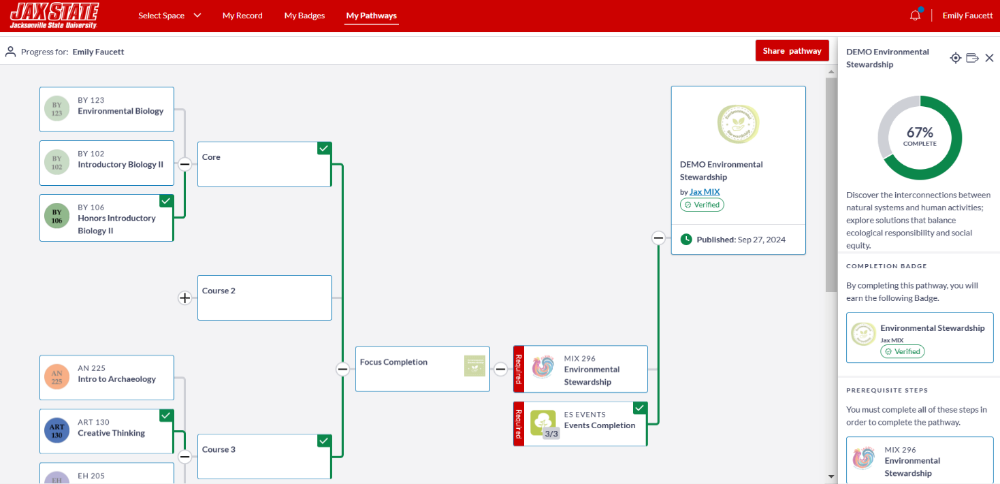 JAX STATE
Jacksonville State University.
Select Space
My Record
My Badges
My Pathways
Emily Faucett
Progress for: Emily Faucett
Share pathway
BY 123
BY 123
Environmental Biology
BY 102
BY 102
Introductory Biology II
BY 106
BY 106
Honors Introductory
Biology II
Core
Course 2
AN 225
AN 225
Intro to Archaeology
ART 130
ART 130
Creative Thinking
EH
EH 205
Course 3
Focus Completion
Required
MIX 296
Environmental
Stewardship
Required
3/3
ES EVENTS
Events Completion
Environmental
Stewardship
DEMO Environmental
Stewardship
by Jax MIX
Verified
Published: Sep 27, 2024
DEMO Environmental
Stewardship
67%
COMPLETE
Discover the interconnections between
natural systems and human activities;
explore solutions that balance
ecological responsibility and social
equity.
COMPLETION BADGE
By completing this pathway, you will
earn the following Badge.
Environmental Stewardship
Jax MIX
Verified
PREREQUISITE STEPS
You must complete all of these steps in
order to complete the pathway.
MIX 296
Environmental
Stewardship